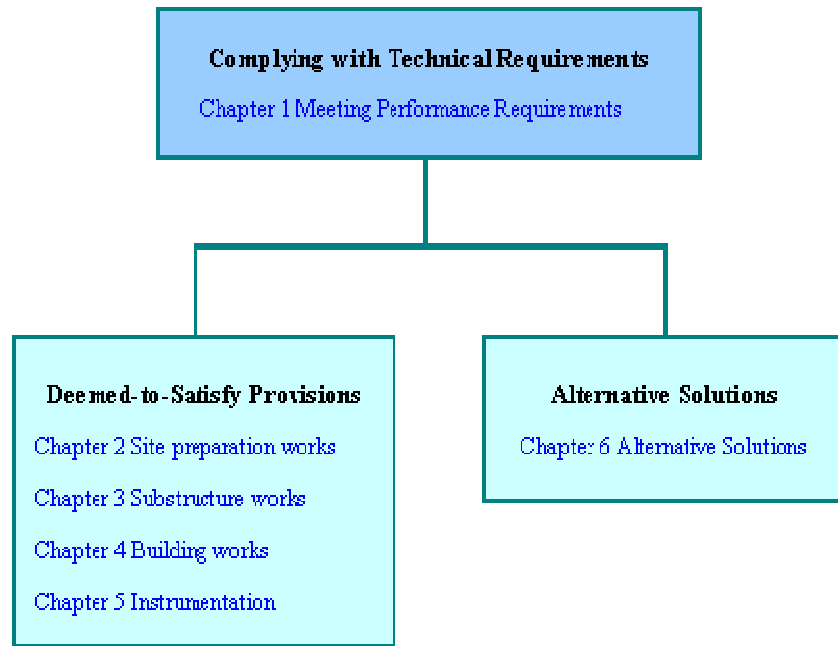 Complying with Technical Requirements
Chapter 1 Meeting Performance Requirements
Deemed-to-Satisfy Provisions
Chapter 2 Site preparation works
Chapter 3 Substructure works
Chapter 4 Building works
Chapter 5 Instrumentation
Alternative Solutions
Chapter 6 Alternative Solutions